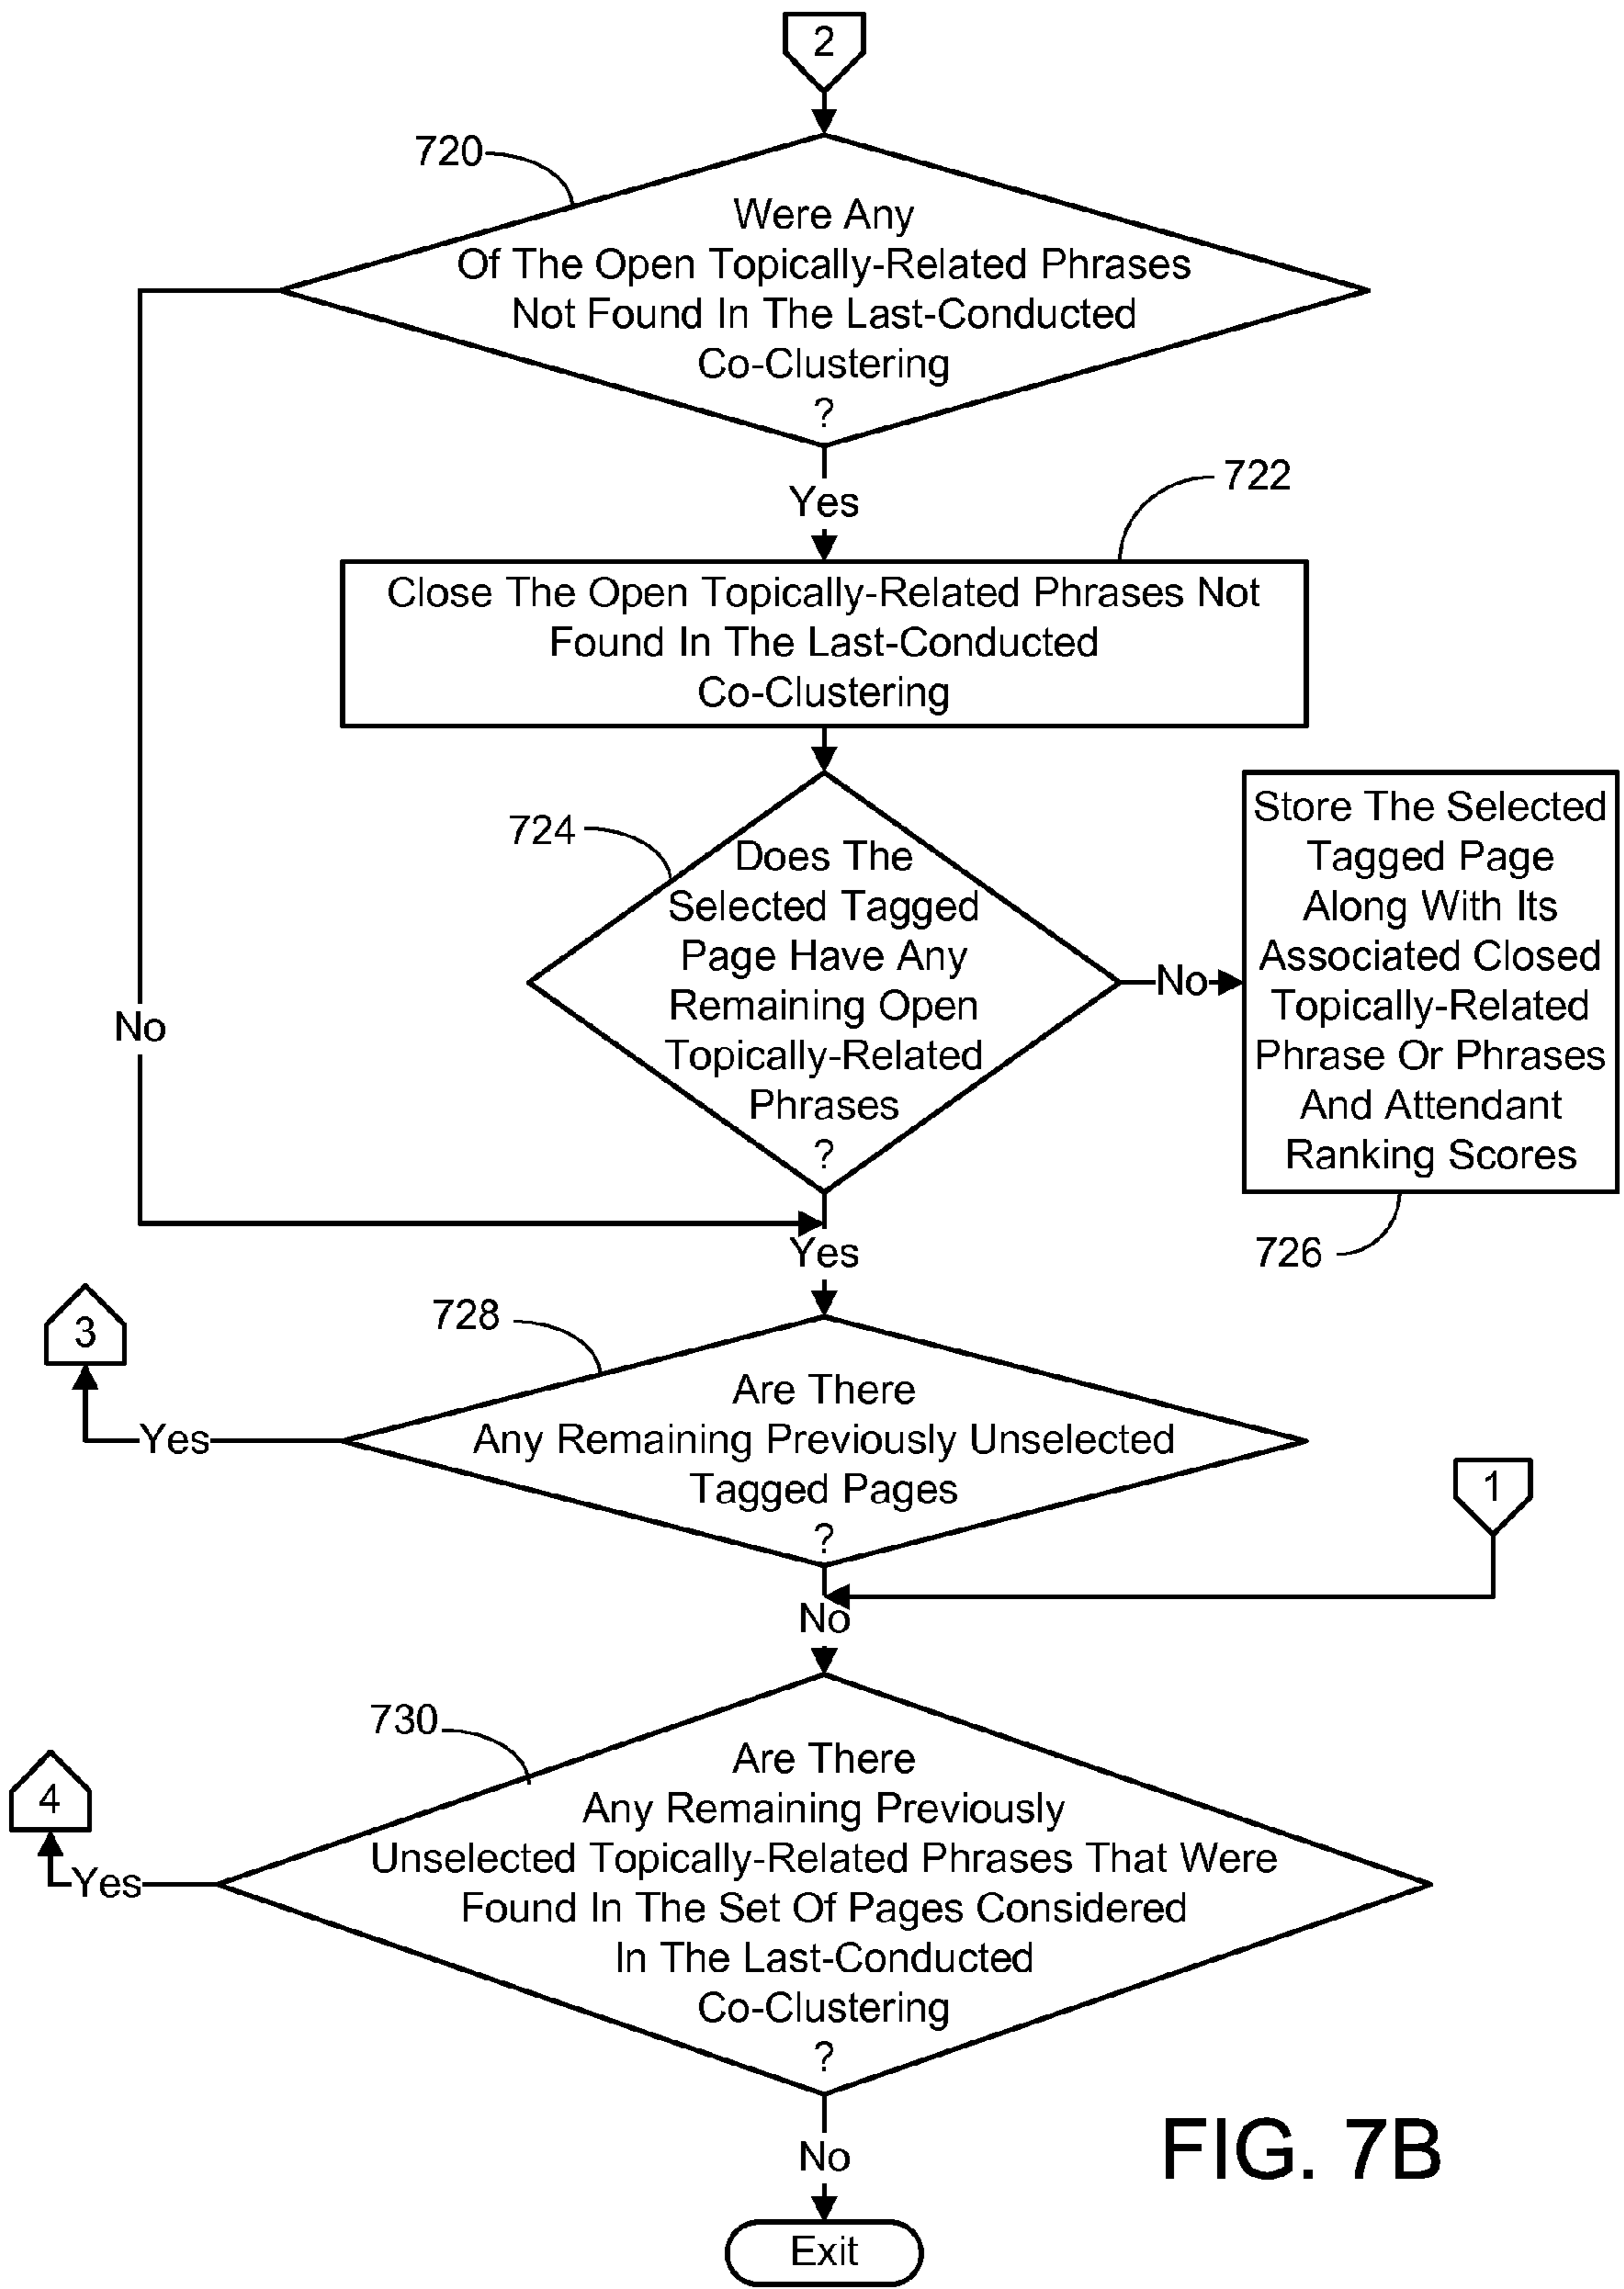 2
720
Were Any
Of The Open Topically-Related Phrases
Not Found In The Last-Conducted
Co-Clustering
?
Yes
722
Close The Open Topically-Related Phrases Not
Found In The Last-Conducted
Co-Clustering
724
Does The
Selected Tagged
Page Have Any
Remaining Open
Topically-Related
Phrases
?
No
Store The Selected
Tagged Page
Along With Its
Associated Closed
Topically-Related
Phrase Or Phrases
And Attendant
Ranking Scores
726
No
Yes
3
728
Are There
Any Remaining Previously Unselected
Tagged Pages
?
Yes
1
No
730
Are There
Any Remaining Previously
Unselected Topically-Related Phrases That Were
Found In The Set Of Pages Considered
In The Last-Conducted
Co-Clustering
?
4
Yes
No
Exit
FIG. 7B